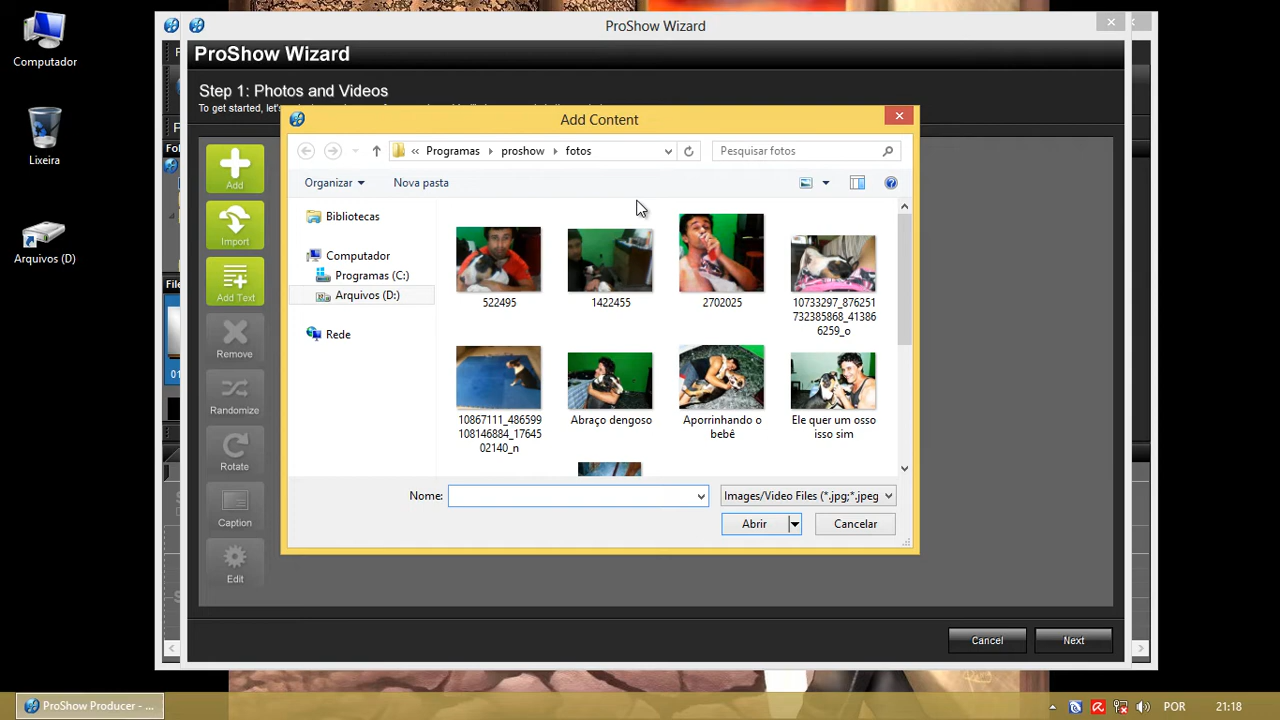 Computador
Lixeira
Arquivos (D)
ProShow Wizard
ProShow Wizard
Step 1: Photos and Videos
Add Content
Programas
proshow
fotos
Pesquisar fotos
Organizar
Nova pasta
Bibliotecas
Computador
Programas (C:)
Arquivos (D:)
Rede
522495
1422455
2702025
10733297_876251
732385868_41386
6259_o
10867111_486599
108146884_17645
02140_n
Abraço dengoso
Aporrinhando o
bebê
Ele quer um osso
isso sim
Nome:
Images/Video Files (*.jpg;*.jpeg
Abrir
Cancelar
Add
Import
Add Text
Remove
Randomize
Rotate
Caption
Edit
Cancel
Next
ProShow Producer - ...
POR
21:18